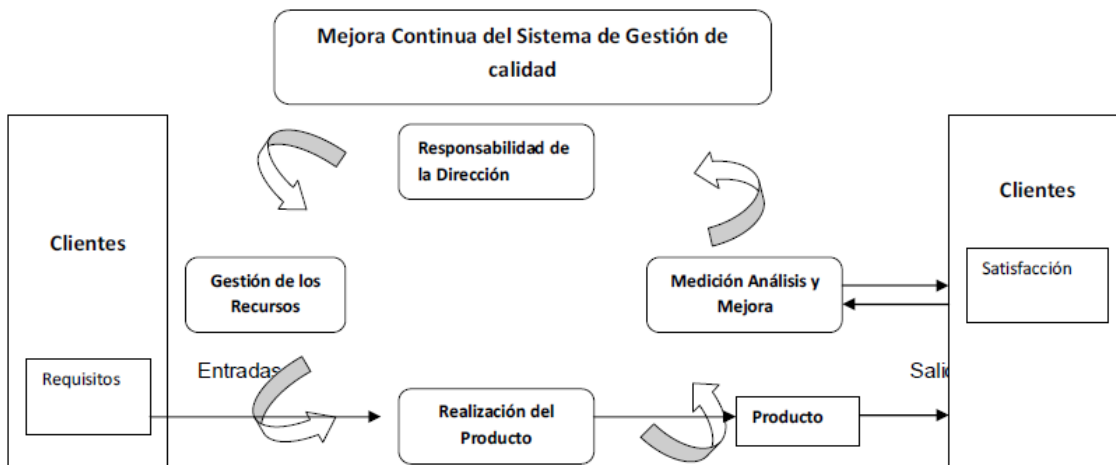 Mejora Continua del Sistema de Gestión de
calidad
Responsabilidad de
la Dirección
Clientes
Clientes
Gestión de los
Recursos
Medición Análisis y
Mejora
Satisfacción
Requisitos
Entradas
Salid
Realización del
Producto
Producto